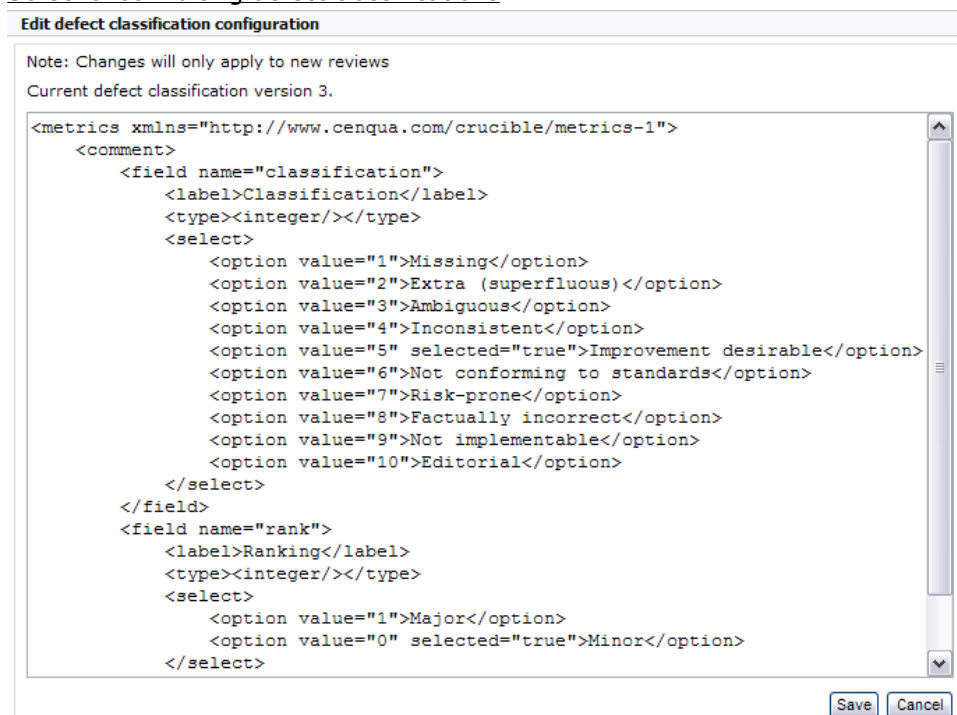 Edit defect classification configuration
Note: Changes will only apply to new reviews
Current defect classification version 3.
<metrics xmlns="http://www.cenqua.com/crucible/metrics-1">
    <comment>
        <field name="classification">
            <label>Classification</label>
            <type><integer/></type>
            <select>
                <option value="1">Missing</option>
                <option value="2">Extra (superfluous)</option>
                <option value="3">Ambiguous</option>
                <option value="4">Inconsistent</option>
                <option value="5" selected="true">Improvement desirable</option>
                <option value="6">Not conforming to standards</option>
                <option value="7">Risk-prone</option>
                <option value="8">Factually incorrect</option>
                <option value="9">Not implementable</option>
                <option value="10">Editorial</option>
            </select>
        </field>
        <field name="rank">
            <label>Ranking</label>
            <type><integer/></type>
            <select>
                <option value="1">Major</option>
                <option value="0" selected="true">Minor</option>
            </select>
Save Cancel